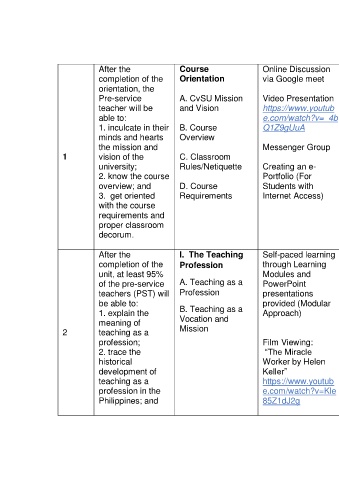 After the
completion of the
orientation, the
Pre-service
teacher will be
able to:
1. inculcate in their
minds and hearts
the mission and
vision of the
university;
2. know the course
overview; and
3. get oriented
with the course
requirements and
proper classroom
decorum.
1
Course
Orientation
A. CvSU Mission
and Vision
B. Course
Overview
C. Classroom
Rules/Netiquette
D. Course
Requirements
Online Discussion
via Google meet
Video Presentation
https://www.youtub
e.com/watch?v=_4b
Q1Z9gUuA
Messenger Group
Creating an e-
Portfolio (For
Students with
Internet Access)
2
After the
completion of the
unit, at least 95%
of the pre-service
teachers (PST) will
be able to:
1. explain the
meaning of
teaching as a
profession;
2. trace the
historical
development of
teaching as a
profession in the
Philippines; and
I. The Teaching
Profession
A. Teaching as a
Profession
B. Teaching as a
Vocation and
Mission
Self-paced learning
through Learning
Modules and
PowerPoint
presentations
provided (Modular
Approach)
Film Viewing:
“The Miracle
Worker by Helen
Keller”
https://www.youtub
e.com/watch?v=Kle
85Z1dJ2g